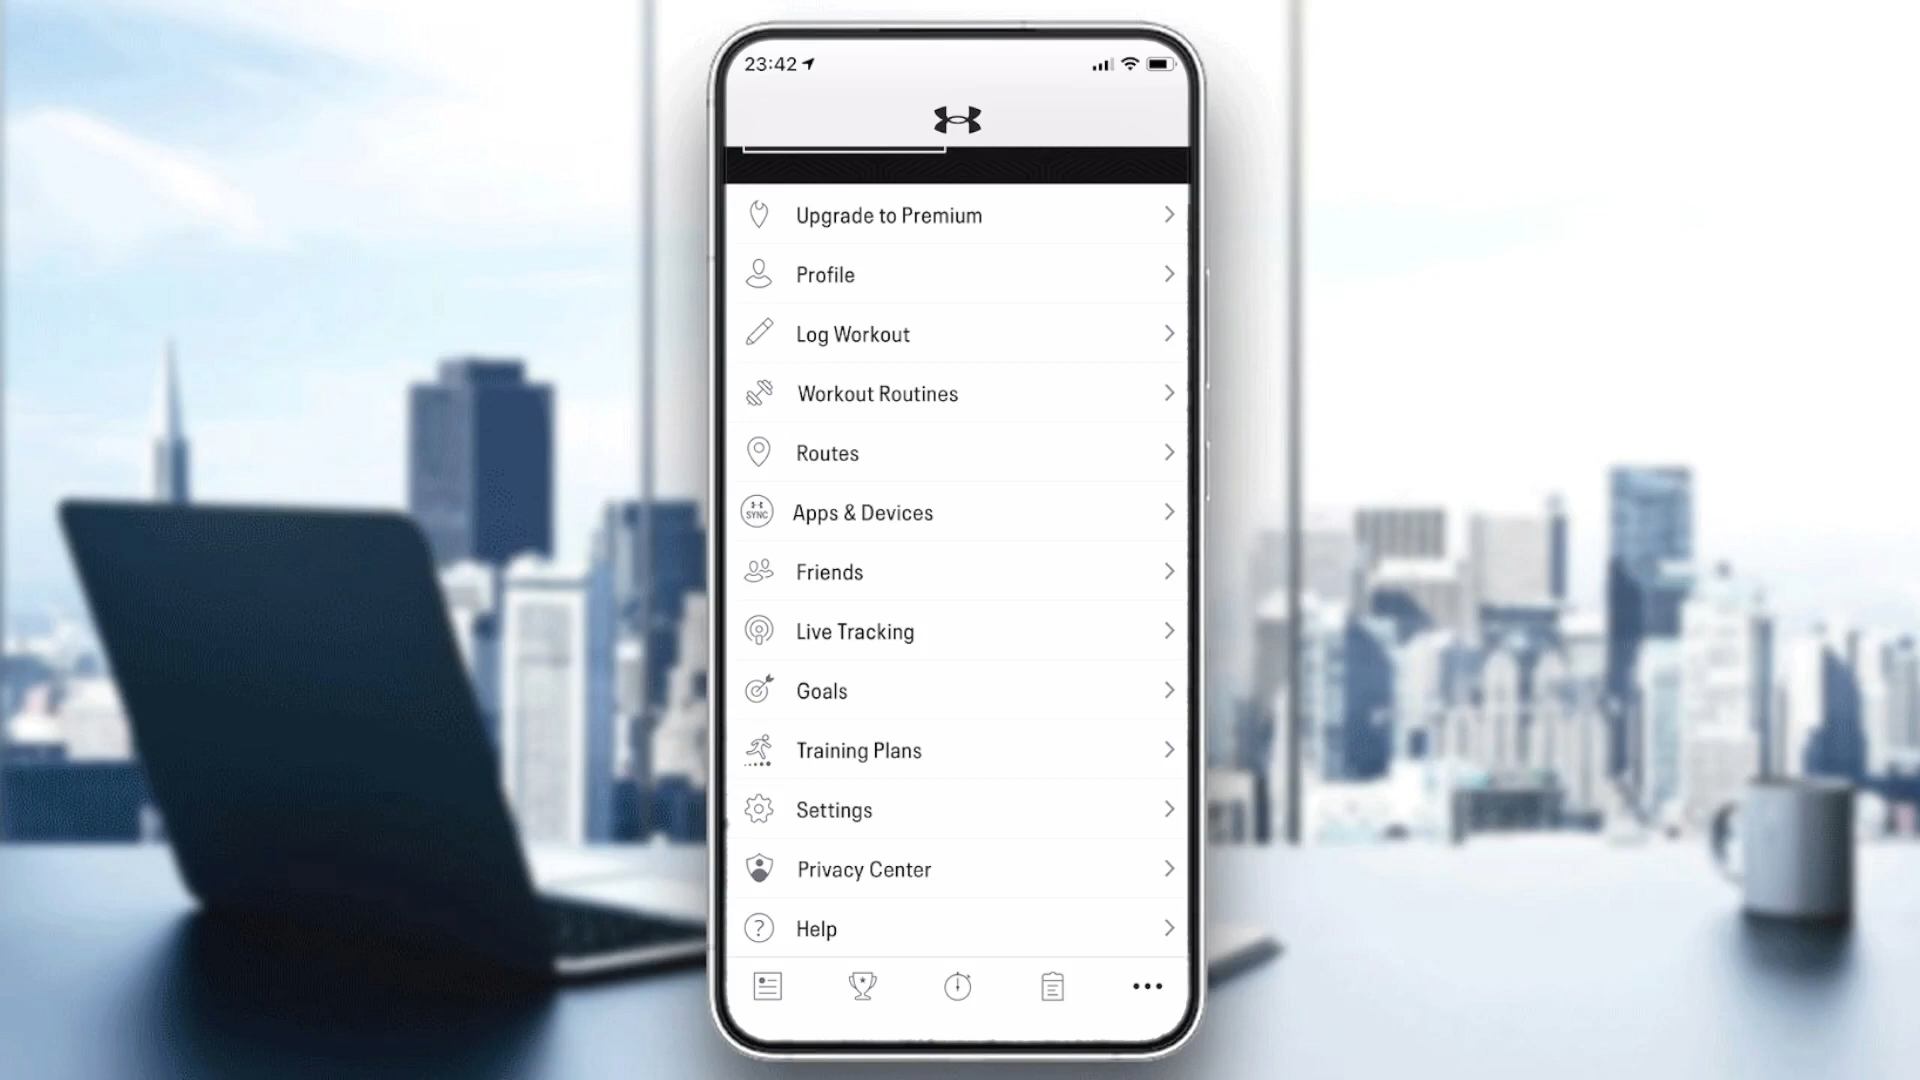 23:42
Upgrade to Premium
Profile
Log Workout
Workout Routines
Routes
SYNC
Apps & Devices
Friends
Live Tracking
Goals
Training Plans
Settings
Privacy Center
?
Help